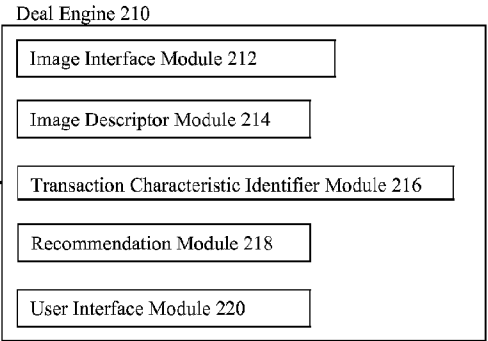 Deal Engine 210
Image Interface Module 212
Image Descriptor Module 214
Transaction Characteristic Identifier Module 216
Recommendation Module 218
User Interface Module 220